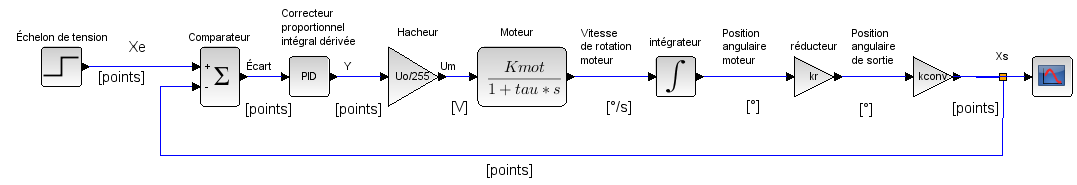 Échelon de tension
Xe
[points]
Comparateur
+
-
Σ
Écart
[points]
Correcteur
proportionnel
intégral dérivée
PID
Y
[points]
Hacheur
Uo/255
Um
[V]
Moteur
Kmot
1 + tau * s
Vitesse
de rotation
moteur
[°/s]
intégrateur
∫
Position
angulaire
moteur
[°]
réducteur
kr
Position
angulaire
de sortie
[°]
kconv
Xs
[points]
[points]